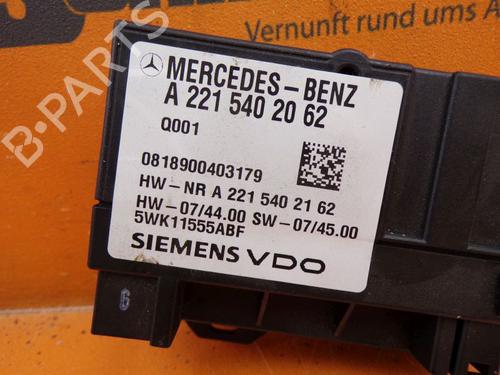 Vernunft rund ums A
B-PARTS
MERCEDES-BENZ
A 221 540 20 62
Q001
0818900403179
HW-NR A 221 540 21 62
HW-07/44.00 SW-07/45.00
5WK11555ABF
SIEMENS VDO